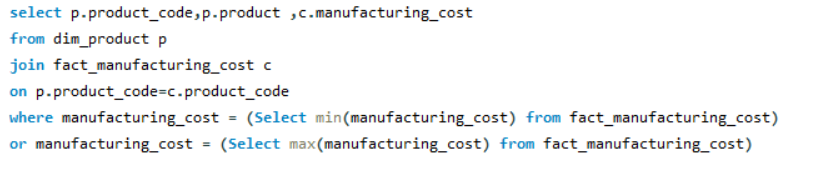 select p.product_code,p.product ,c.manufacturing_cost
from dim_product p
join fact_manufacturing_cost c
on p.product_code=c.product_code
where manufacturing_cost = (Select min(manufacturing_cost) from fact_manufacturing_cost)
or manufacturing_cost = (Select max(manufacturing_cost) from fact_manufacturing_cost)